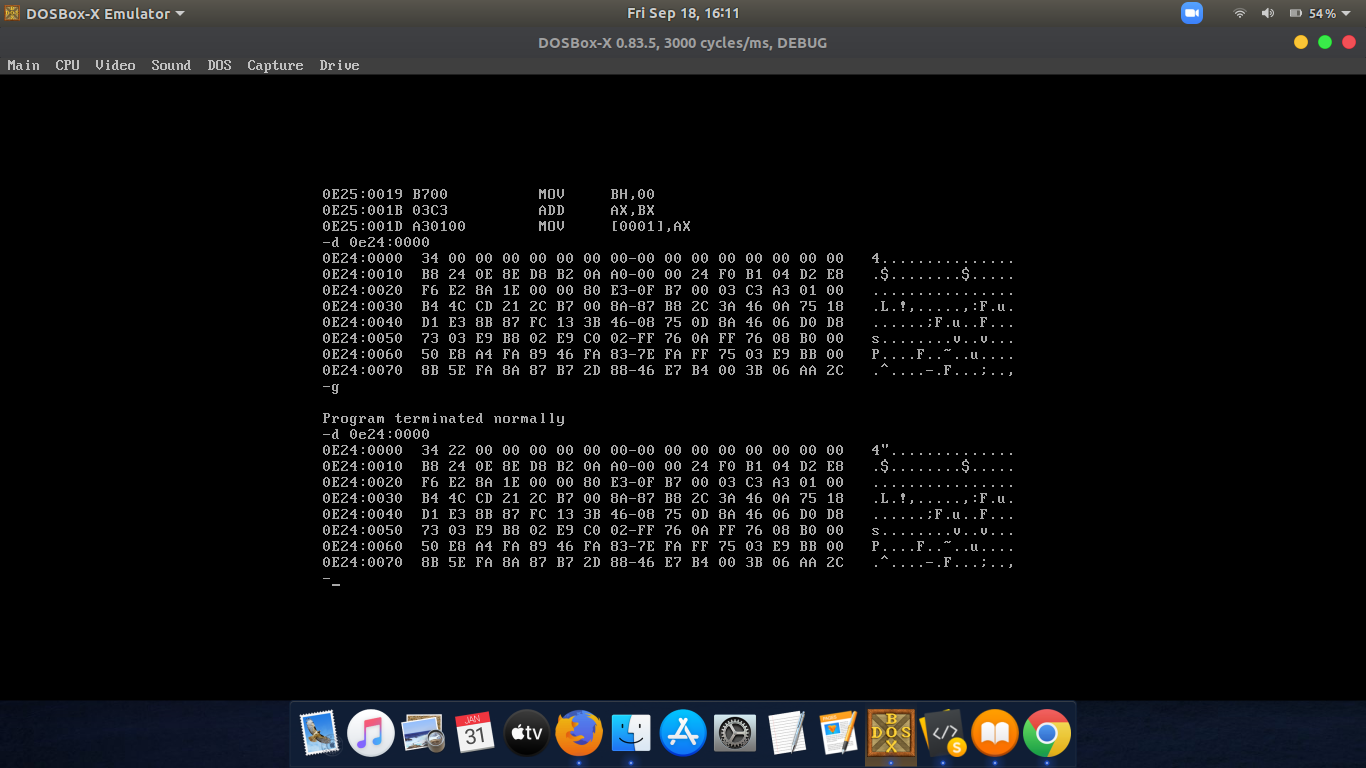 DOSBox-X Emulator Fri Sep 18, 16:11 54%
DOSBox-X 0.83.5, 3000 cycles/ms, DEBUG
Main CPU Video Sound DOS Capture Drive
0E25:0019 B700 MOV BH,00
0E25:001B 03C3 ADD AX,BX
0E25:001D A30100 MOV [0001],AX
-d 0e24:0000
0E24:0000 34 00 00 00 00 00 00 00-00 00 00 00 00 00 00 00 4...............
0E24:0010 B8 24 0E 8E D8 B2 0A A0-00 00 24 F0 B1 04 D2 E8 .$........$.....
0E24:0020 F6 E2 8A 1E 00 00 80 E3-0F B7 00 03 C3 A3 01 00 ................
0E24:0030 B4 4C CD 21 2C B7 00 8A-87 B8 2C 3A 46 0A 75 18 .L.!,.....,:F.u.
0E24:0040 D1 E3 8B 87 FC 13 3B 46-08 75 0D 8A 46 06 D0 D8 ......;F.u..F...
0E24:0050 73 03 E9 B8 02 E9 C0 02-FF 76 0A FF 76 08 B0 00 s........v..v...
0E24:0060 50 E8 A4 FA 89 46 FA 83-7E FA FF 75 03 E9 BB 00 P....F..~..u....
0E24:0070 8B 5E FA 8A 87 B7 2D 88-46 E7 B4 00 3B 06 AA 2C .^....-.F...;..,
-g
Program terminated normally
-d 0e24:0000
0E24:0000 34 22 00 00 00 00 00 00-00 00 00 00 00 00 00 00 4"..............
0E24:0010 B8 24 0E 8E D8 B2 0A A0-00 00 24 F0 B1 04 D2 E8 .$........$.....
0E24:0020 F6 E2 8A 1E 00 00 80 E3-0F B7 00 03 C3 A3 01 00 ................
0E24:0030 B4 4C CD 21 2C B7 00 8A-87 B8 2C 3A 46 0A 75 18 .L.!,.....,:F.u.
0E24:0040 D1 E3 8B 87 FC 13 3B 46-08 75 0D 8A 46 06 D0 D8 ......;F.u..F...
0E24:0050 73 03 E9 B8 02 E9 C0 02-FF 76 0A FF 76 08 B0 00 s........v..v...
0E24:0060 50 E8 A4 FA 89 46 FA 83-7E FA FF 75 03 E9 BB 00 P....F..~..u....
0E24:0070 8B 5E FA 8A 87 B7 2D 88-46 E7 B4 00 3B 06 AA 2C .^....-.F...;..,
-_
JAN
31
tv
B
DOS
X
</> S